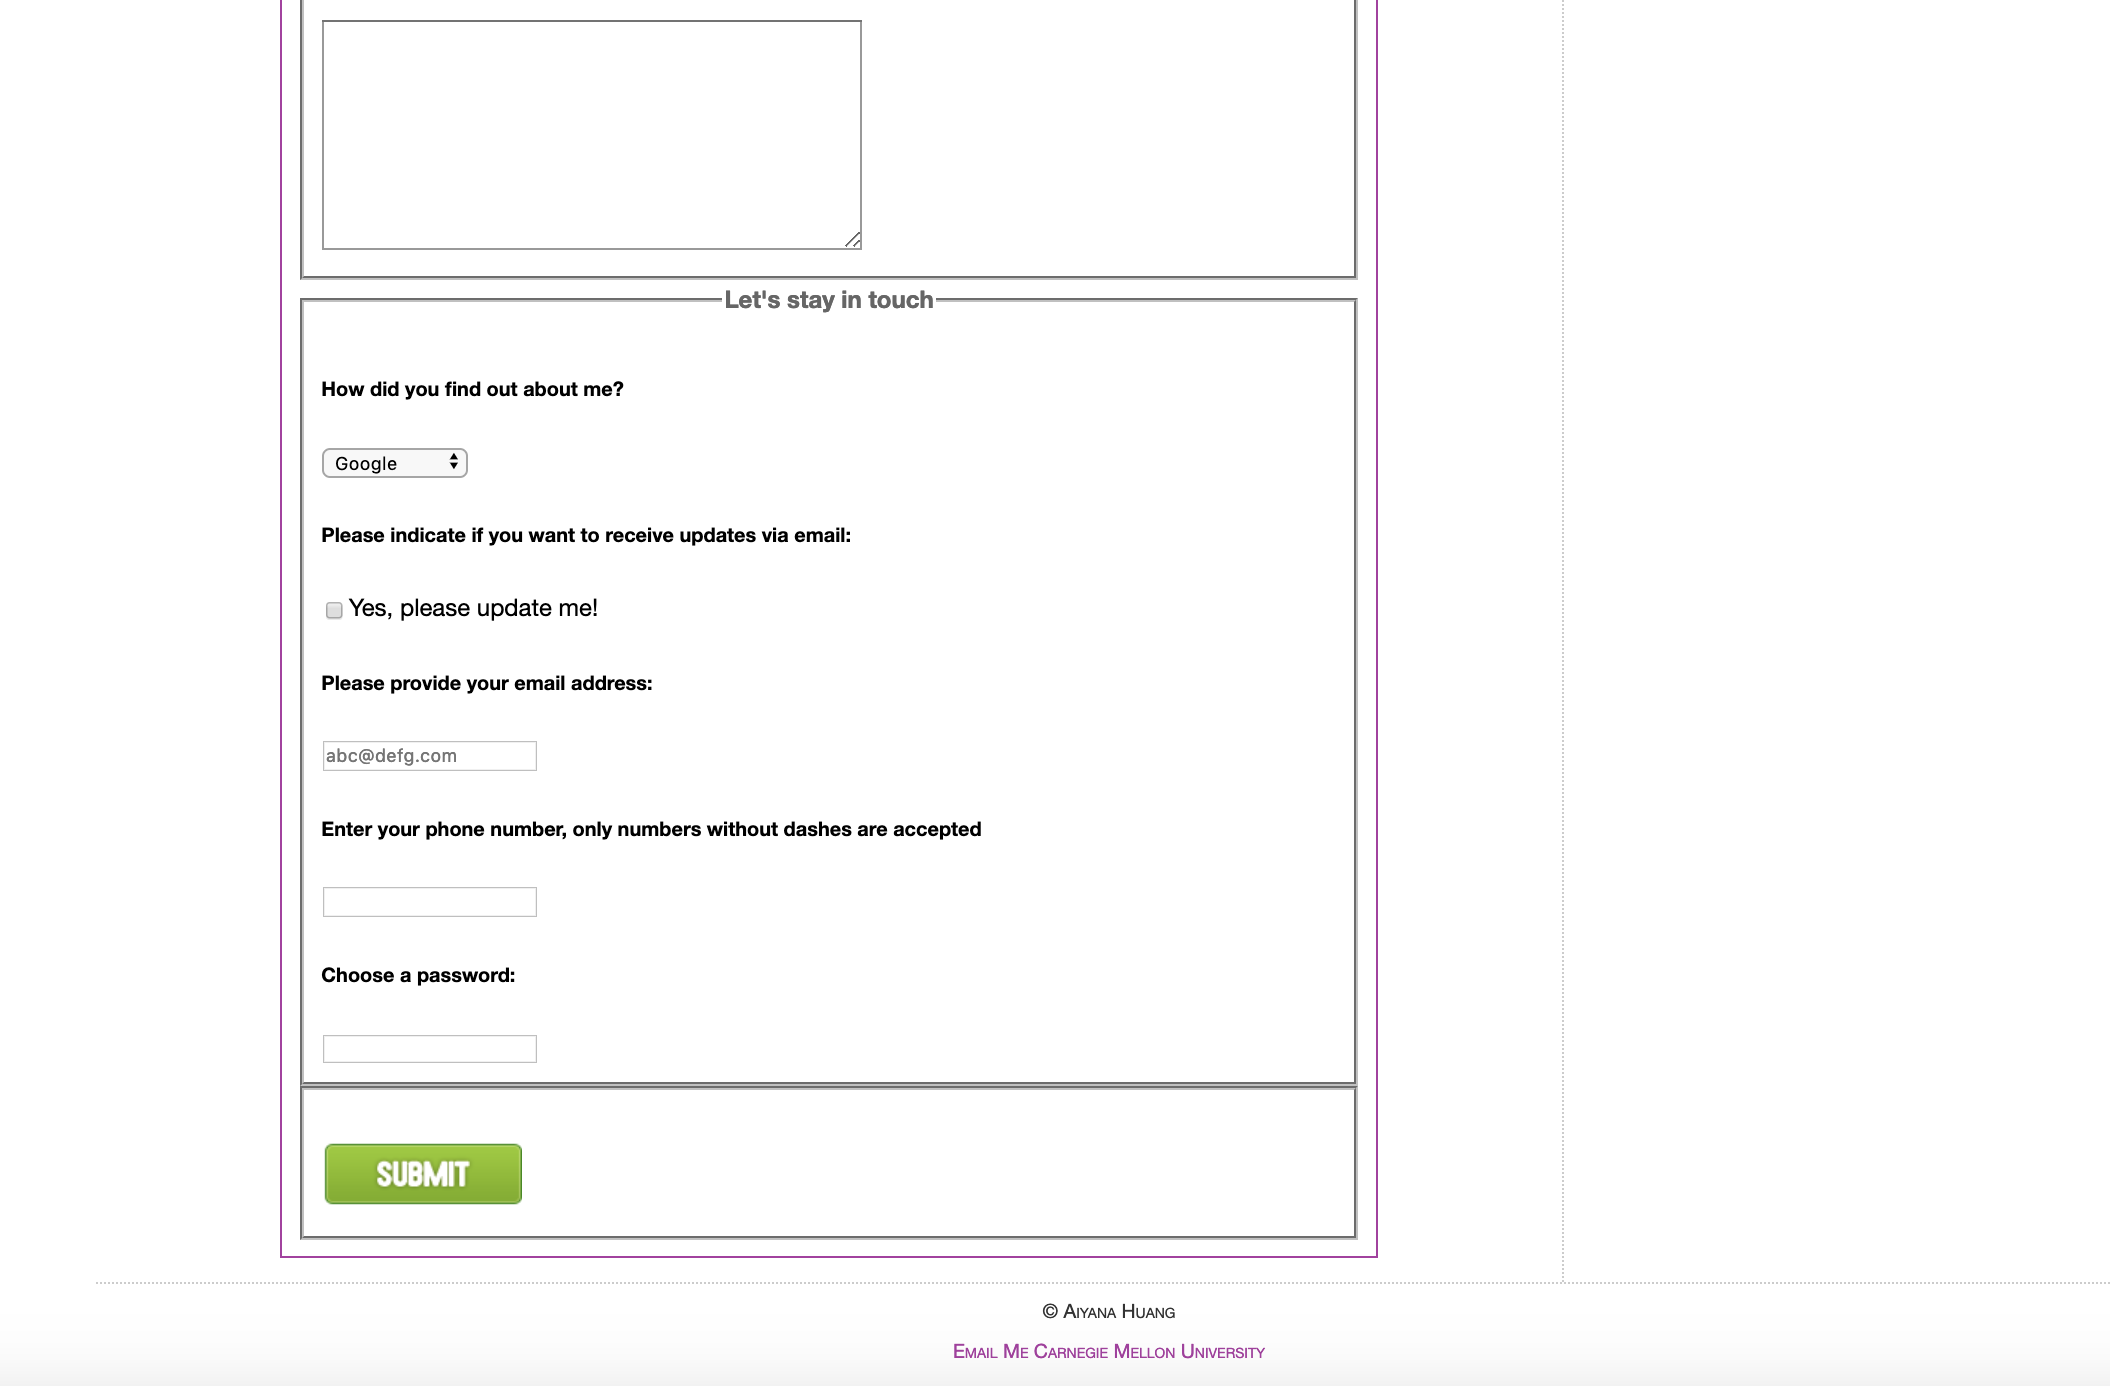 Let's stay in touch
How did you find out about me?
Google
Please indicate if you want to receive updates via email:
Yes, please update me!
Please provide your email address:
abc@defg.com
Enter your phone number, only numbers without dashes are accepted
Choose a password:
SUBMIT
© Aiyana Huang
Email Me Carnegie Mellon University